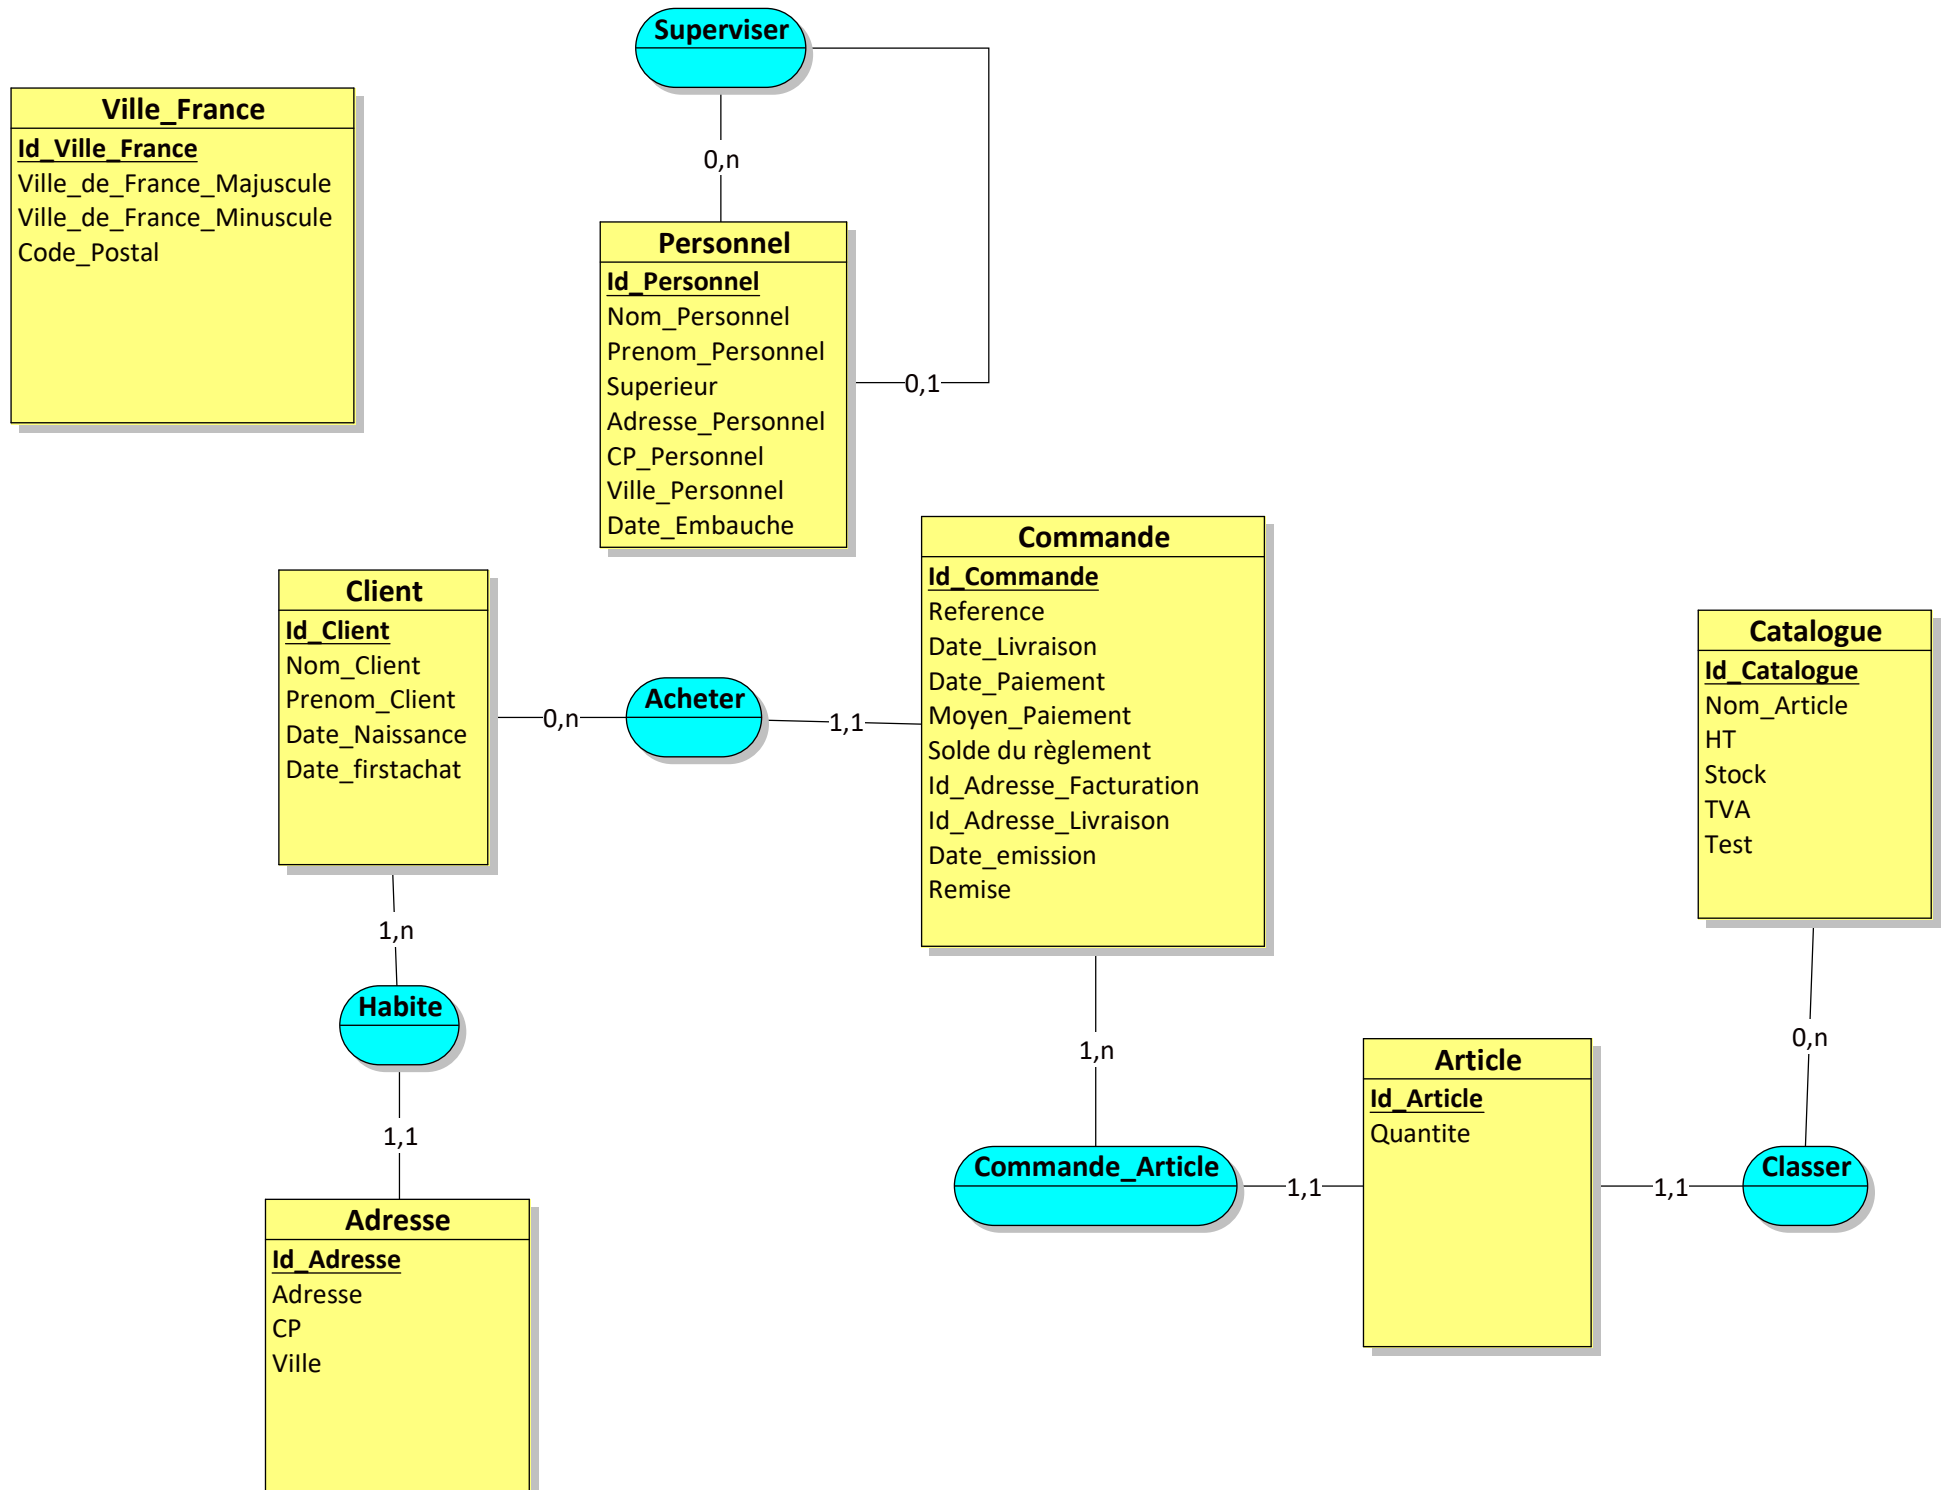 Superviser
Ville_France
Id_Ville_France
Ville_de_France_Majuscule
Ville_de_France_Minuscule
Code_Postal
0,n
Personnel
Id_Personnel
Nom_Personnel
Prenom_Personnel
Superieur
Adresse_Personnel
CP_Personnel
Ville_Personnel
Date_Embauche
0,1
Commande
Id_Commande
Reference
Date_Livraison
Date_Paiement
Moyen_Paiement
Solde du règlement
Id_Adresse_Facturation
Id_Adresse_Livraison
Date_emission
Remise
Client
Id_Client
Nom_Client
Prenom_Client
Date_Naissance
Date_firstachat
0,n
Acheter
1,1
Catalogue
Id_Catalogue
Nom_Article
HT
Stock
TVA
Test
1,n
Habite
1,1
1,n
0,n
Article
Id_Article
Quantite
Commande_Article
1,1
1,1
Classer
Adresse
Id_Adresse
Adresse
CP
Ville